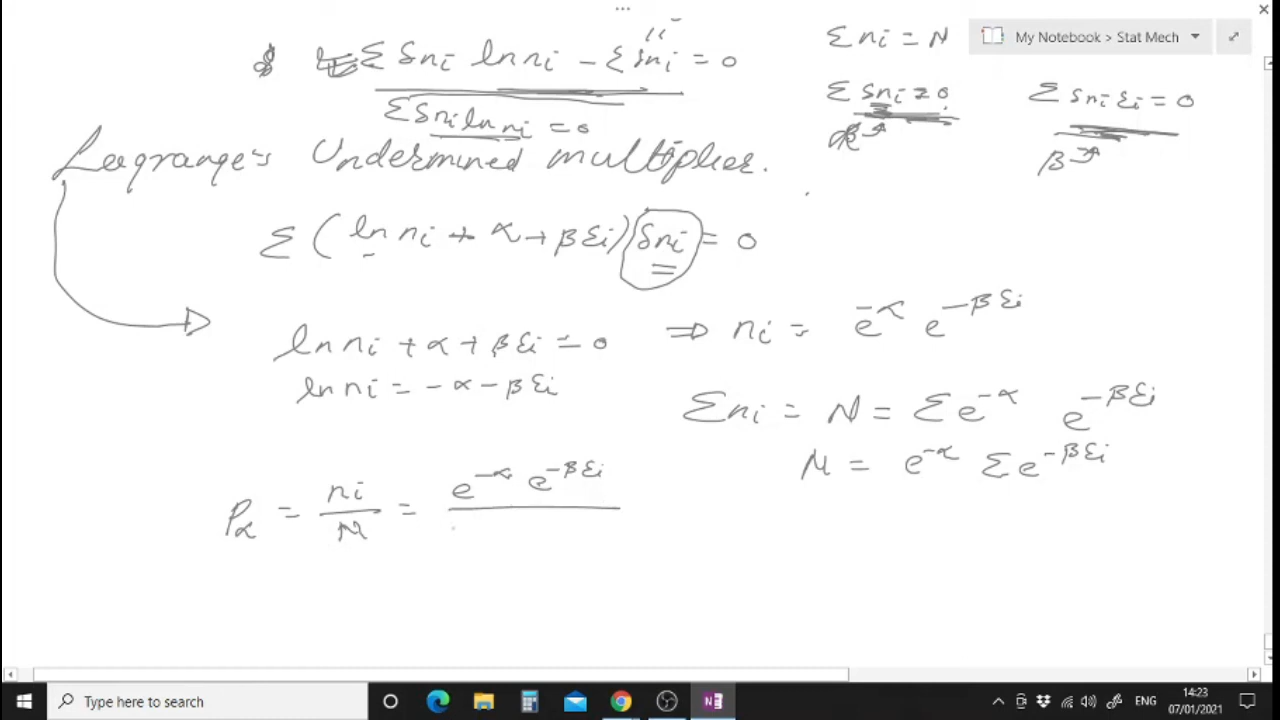 ...
Σ δni ln ni − Σ δni = 0
Σ ni = N
My Notebook > Stat Mech
Σ δni = 0
Σ δni εi = 0
Σ δni ln ni = 0
β
Lagrange's Undermined multiplier.
Σ ( ln ni + α + β εi ) δni = 0
ln ni + α + β εi = 0 ⇒ ni = e^-α e^-βεi
ln ni = - α - β εi
Σ ni = N = Σ e^-α e^-βεi
N = e^-α Σ e^-βεi
Pα = ni / N = e^-α e^-βεi
Type here to search
ENG
14:23
07/01/2021